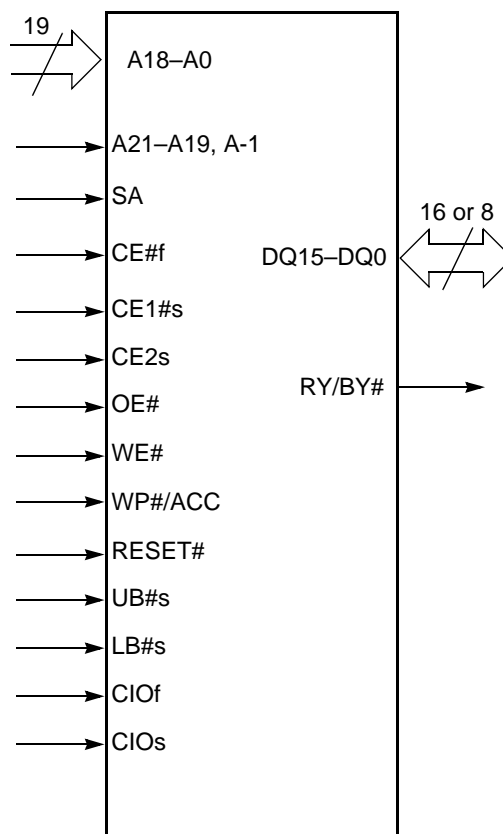 19
A18–A0
A21–A19, A-1
SA
16 or 8
CE#f
DQ15–DQ0
CE1#s
CE2s
RY/BY#
OE#
WE#
WP#/ACC
RESET#
UB#s
LB#s
CIOf
CIOs